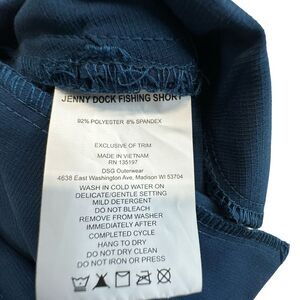 JENNY DOCK FISHING SHORT
92% POLYESTER 8% SPANDEX
EXCLUSIVE OF TRIM
MADE IN VIETNAM
RN 135197
DSG Outerwear
4638 East Washington Ave, Madison WI 53704
WASH IN COLD WATER ON
DELICATE/GENTLE SETTING
MILD DETERGENT
DO NOT BLEACH
REMOVE FROM WASHER
IMMEDIATELY AFTER
COMPLETED CYCLE
HANG TO DRY
DO NOT DRY CLEAN
DO NOT IRON OR PRESS